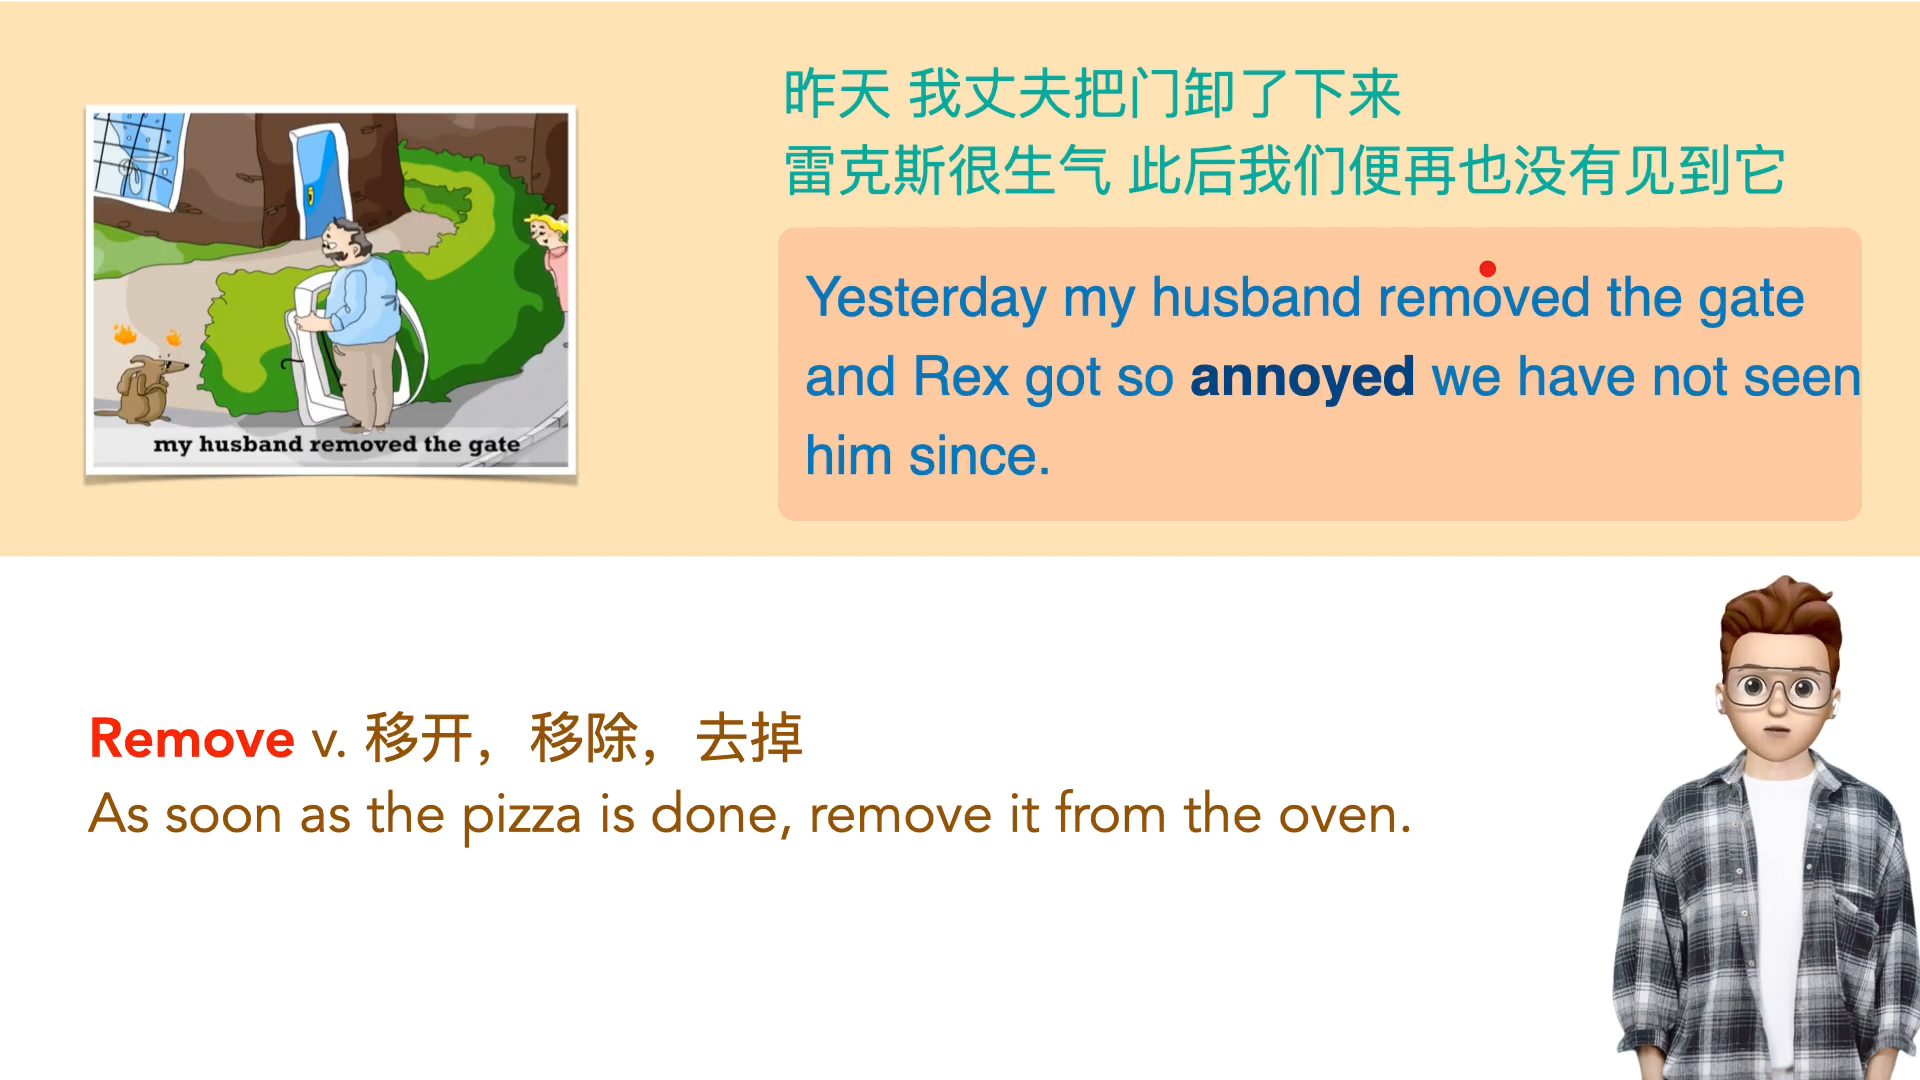 昨天 我丈夫把门卸了下来
雷克斯很生气 此后我们便再也没有见到它
Yesterday my husband removed the gate
and Rex got so annoyed we have not seen
him since.
my husband removed the gate
Remove v. 移开，移除，去掉
As soon as the pizza is done, remove it from the oven.